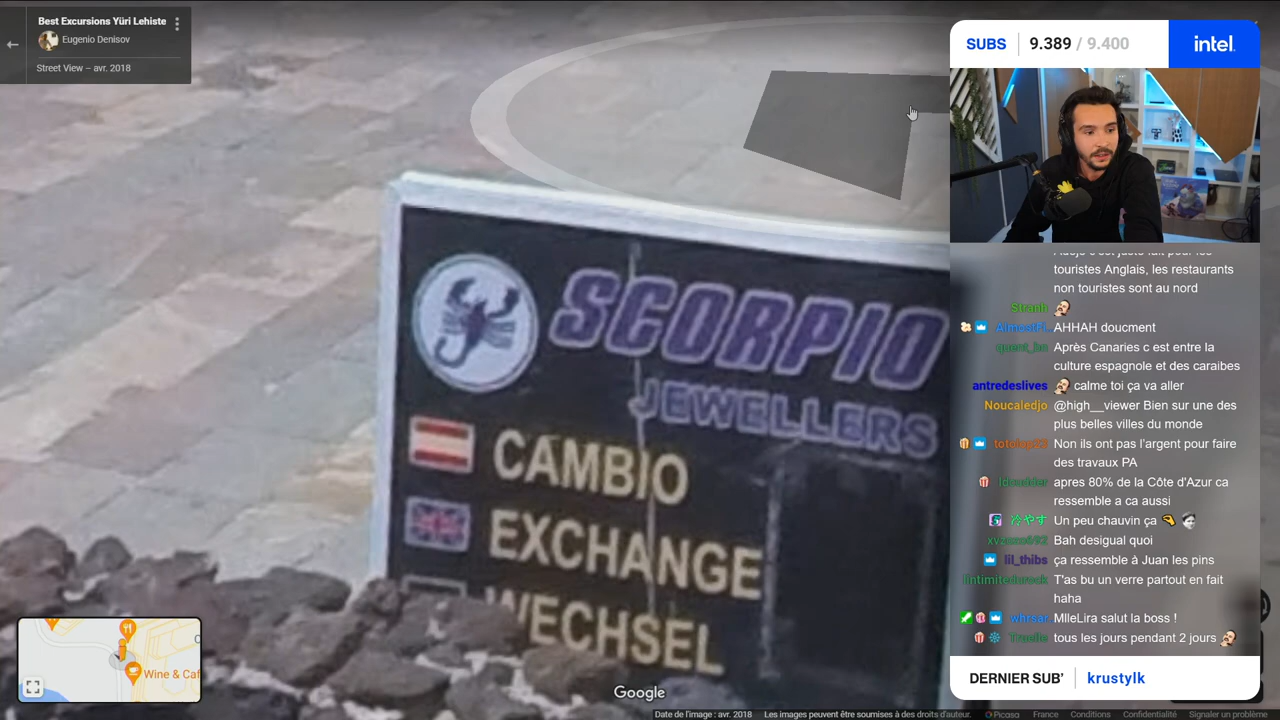 Best Excursions Yüri Lehiste
Eugenio Denisov
Street View – avr. 2018
SCORPIO
JEWELLERS
CAMBIO
EXCHANGE
WECHSEL
Wine & Caf
Google
Date de l'image : avr. 2018 Les images peuvent être soumises à des droits d'auteur. Picasa France Conditions Confidentialité Signaler un problème
SUBS 9.389 / 9.400 intel.
touristes Anglais, les restaurants
non touristes sont au nord
Stranh
AHHAH doucment
Après Canaries c est entre la
culture espagnole et des caraibes
antredeslives calme toi ça va aller
Noucaledjo @high__viewer Bien sur une des
plus belles villes du monde
Non ils ont pas l'argent pour faire
des travaux PA
apres 80% de la Côte d'Azur ca
ressemble a ca aussi
冷やす Un peu chauvin ça
Bah desigual quoi
lil_thibs ça ressemble à Juan les pins
T'as bu un verre partout en fait
haha
MlleLira salut la boss !
tous les jours pendant 2 jours
DERNIER SUB' krustylk